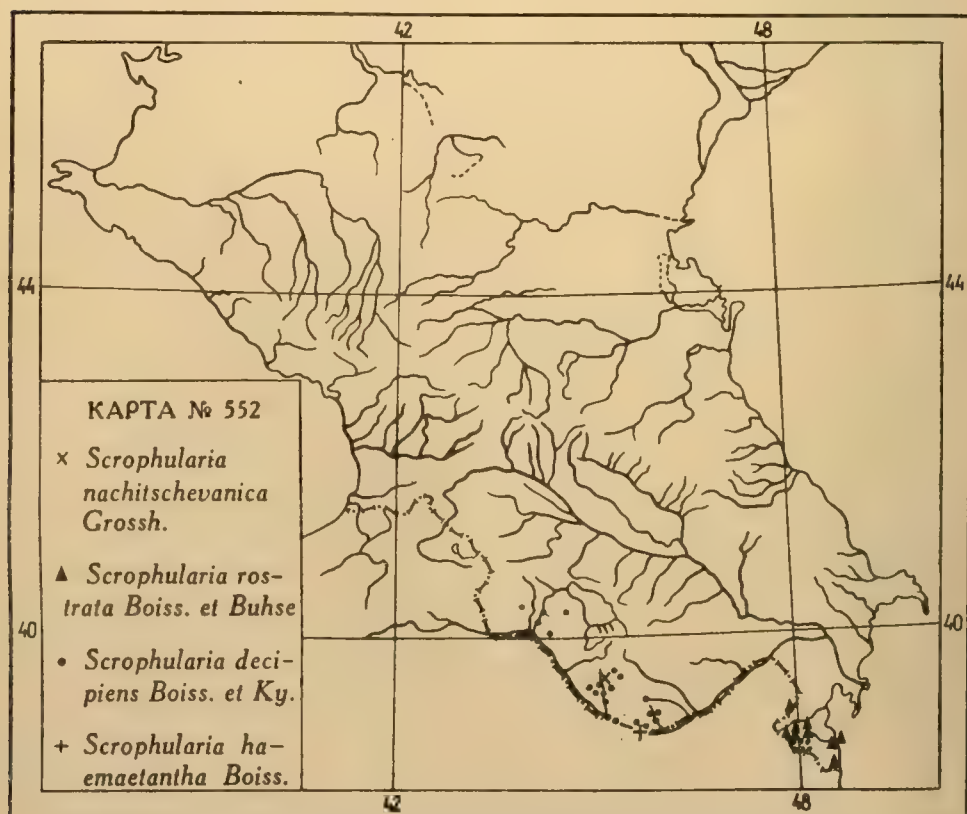 42 48
44 44
КАРТА № 552
× Scrophularia
nachitschevanica
Grossh.
▲ Scrophularia ros-
trata Boiss. et Buhse
40 40
• Scrophularia deci-
piens Boiss. et Ky.
+ Scrophularia ha-
emaetantha Boiss.
42 48